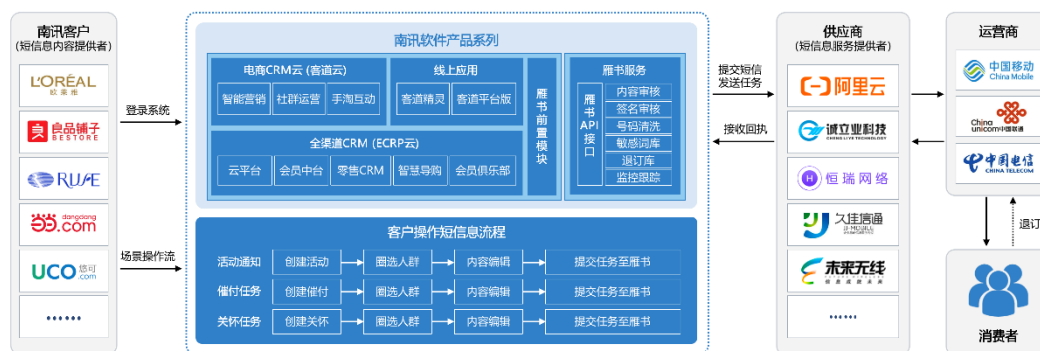 南讯客户
(短信息内容提供者)
L'ORÉAL
欧莱雅
良品铺子
BESTORE
RUSE
dangdang
当当.com
UCO悠可
.com
......
登录系统
场景操作流
南讯软件产品系列
电商CRM云 (客道云)
智能营销
社群运营
手淘互动
线上应用
客道精灵
客道平台版
全渠道CRM (ECRP云)
云平台
会员中台
零售CRM
智慧导购
会员俱乐部
雁书前置模块
雁书服务
雁书API接口
内容审核
签名审核
号码清洗
敏感词库
退订库
监控跟踪
客户操作短信息流程
活动通知
创建活动
圈选人群
内容编辑
提交任务至雁书
催付任务
创建催付
圈选人群
内容编辑
提交任务至雁书
关怀任务
创建关怀
圈选人群
内容编辑
提交任务至雁书
提交短信
发送任务
接收回执
供应商
(短信息服务提供者)
阿里云
诚立业科技
CHENG LIYE TECHNOLOGY
恒瑞网络
久佳信通
未来无线
......
运营商
中国移动
China Mobile
China
unicom中国联通
中国电信
CHINA TELECOM
退订
消费者